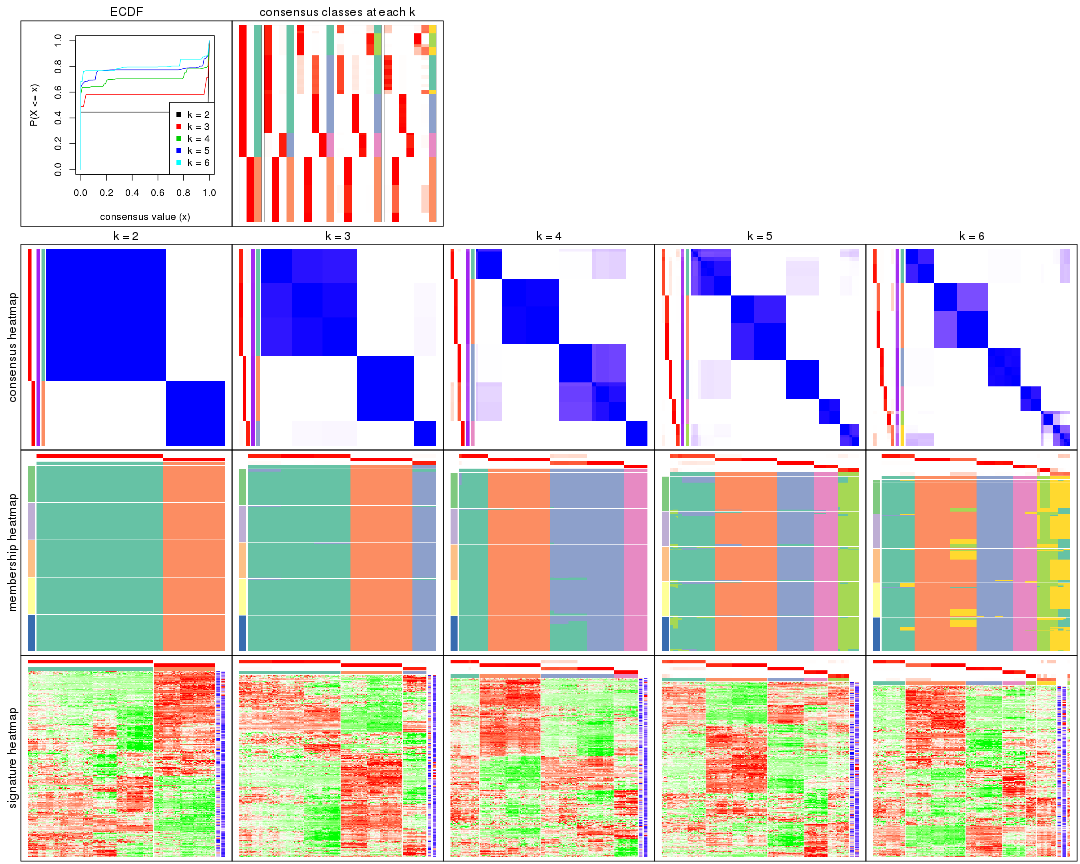 ECDF
consensus classes at each k
P(X <= x)
0.0 0.2 0.4 0.6 0.8 1.0
k = 2
k = 3
k = 4
k = 5
k = 6
0.0 0.2 0.4 0.6 0.8 1.0
consensus value (x)
k = 2 k = 3 k = 4 k = 5 k = 6
consensus heatmap
membership heatmap
signature heatmap